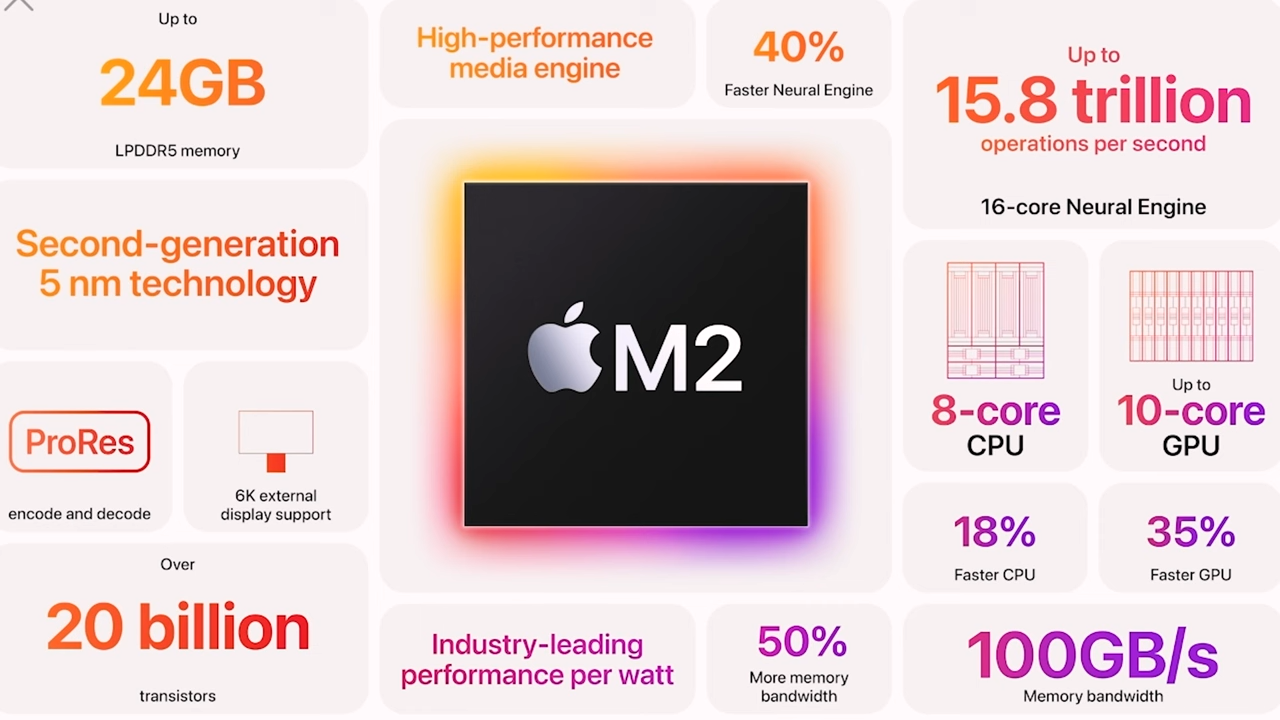 Up to
24GB
LPDDR5 memory
High-performance
media engine
40%
Faster Neural Engine
Up to
15.8 trillion
operations per second
16-core Neural Engine
Second-generation
5 nm technology
M2
8-core
CPU
Up to
10-core
GPU
ProRes
encode and decode
6K external
display support
18%
Faster CPU
35%
Faster GPU
Over
20 billion
transistors
Industry-leading
performance per watt
50%
More memory
bandwidth
100GB/s
Memory bandwidth